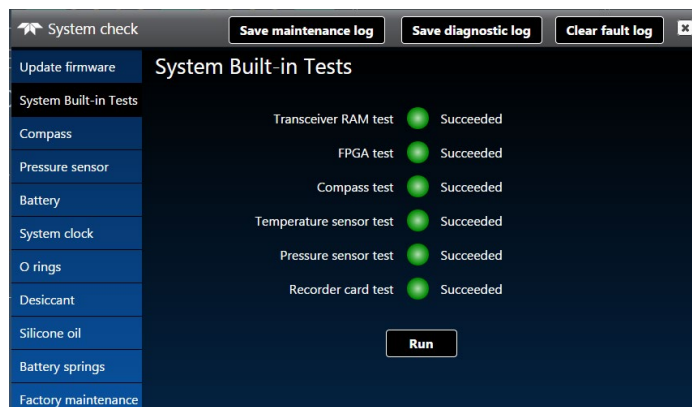 System check
Save maintenance log
Save diagnostic log
Clear fault log
Update firmware
System Built-in Tests
Compass
Pressure sensor
Battery
System clock
O rings
Desiccant
Silicone oil
Battery springs
Factory maintenance
System Built-in Tests
Transceiver RAM test Succeeded
FPGA test Succeeded
Compass test Succeeded
Temperature sensor test Succeeded
Pressure sensor test Succeeded
Recorder card test Succeeded
Run